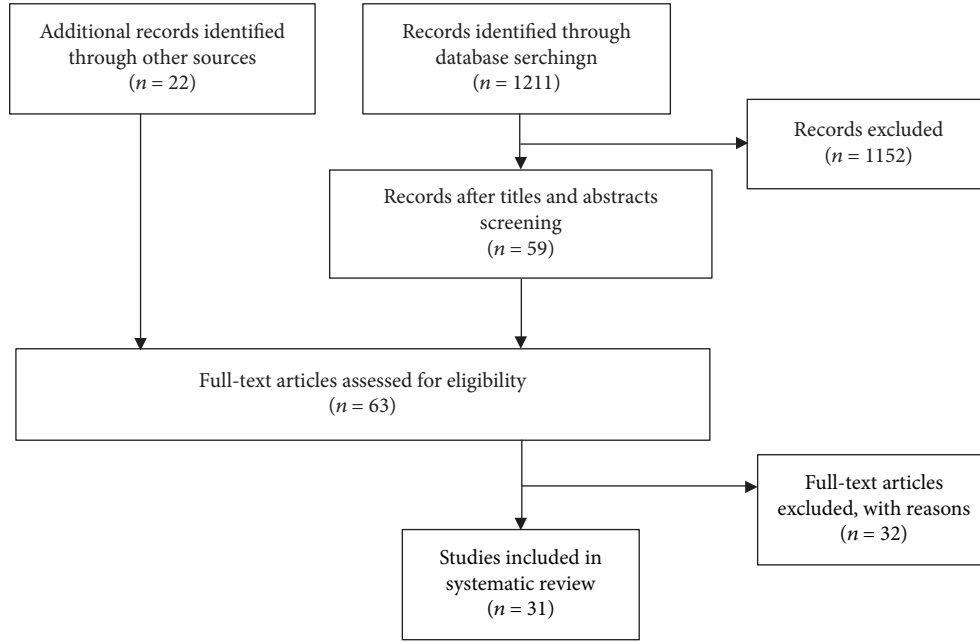 Additional records identified
through other sources
(n = 22)
Records identified through
database serchingn
(n = 1211)
Records excluded
(n = 1152)
Records after titles and abstracts
screening
(n = 59)
Full-text articles assessed for eligibility
(n = 63)
Full-text articles
excluded, with reasons
(n = 32)
Studies included in
systematic review
(n = 31)